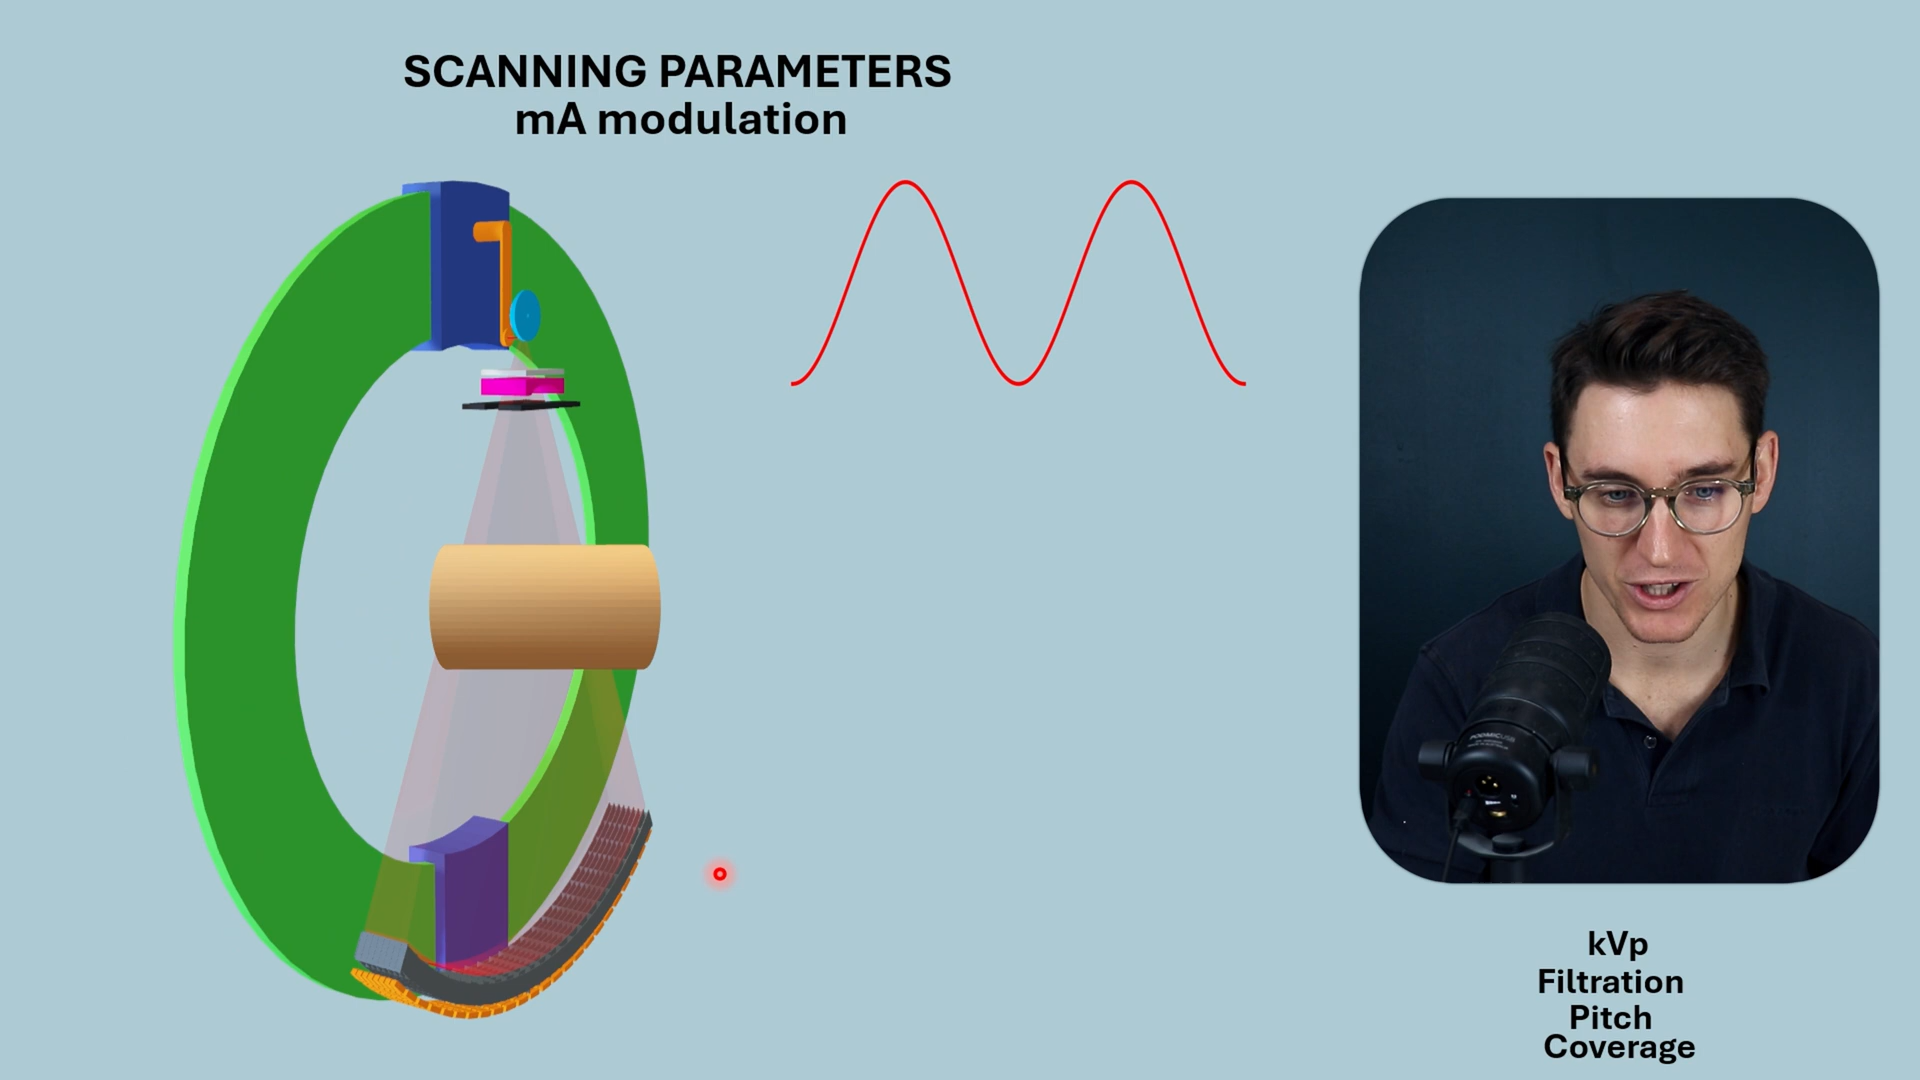 SCANNING PARAMETERS
mA modulation
kVp
Filtration
Pitch
Coverage